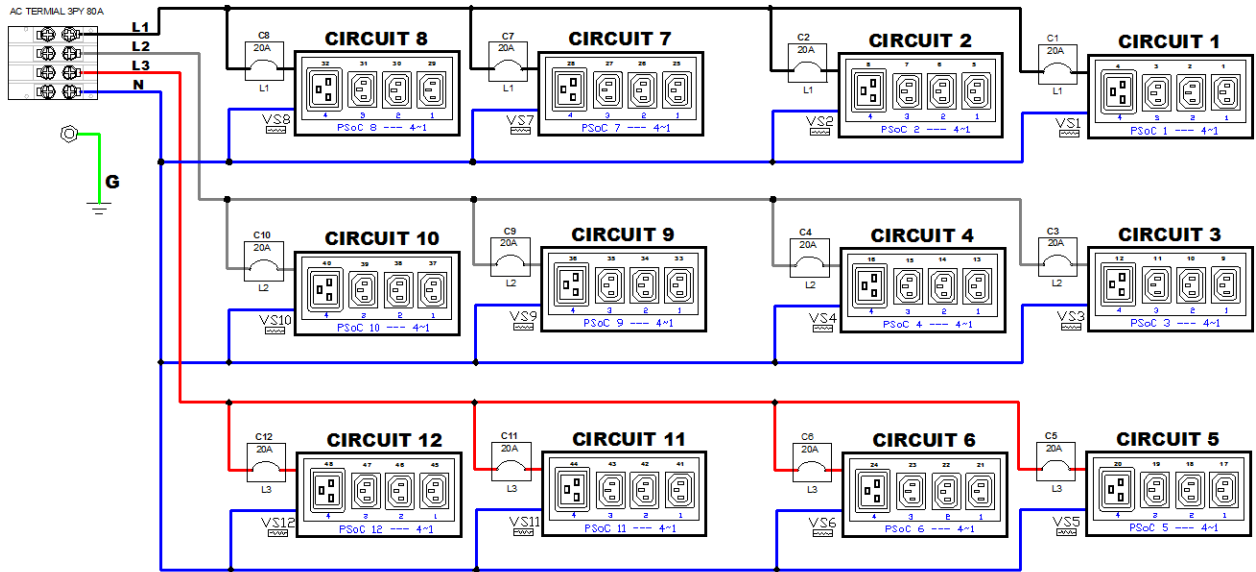 AC TERMIAL 3PY 80A
L1
L2
L3
N
G
C8
20A
L1
CIRCUIT 8
32 31 30 29
4 3 2 1
PSoC 8 --- 4~1
VS8
C7
20A
L1
CIRCUIT 7
28 27 26 25
4 3 2 1
PSoC 7 --- 4~1
VS7
C2
20A
L1
CIRCUIT 2
8 7 6 5
4 3 2 1
PSoC 2 --- 4~1
VS2
C1
20A
L1
CIRCUIT 1
4 3 2 1
4 3 2 1
PSoC 1 --- 4~1
VS1
C10
20A
L2
CIRCUIT 10
40 39 38 37
4 3 2 1
PSoC 10 --- 4~1
VS10
C9
20A
L2
CIRCUIT 9
36 35 34 33
4 3 2 1
PSoC 9 --- 4~1
VS9
C4
20A
L2
CIRCUIT 4
16 15 14 13
4 3 2 1
PSoC 4 --- 4~1
VS4
C3
20A
L2
CIRCUIT 3
12 11 10 9
4 3 2 1
PSoC 3 --- 4~1
VS3
C12
20A
L3
CIRCUIT 12
48 47 46 45
4 3 2 1
PSoC 12 --- 4~1
VS12
C11
20A
L3
CIRCUIT 11
44 43 42 41
4 3 2 1
PSoC 11 --- 4~1
VS11
C6
20A
L3
CIRCUIT 6
24 23 22 21
4 3 2 1
PSoC 6 --- 4~1
VS6
C5
20A
L3
CIRCUIT 5
20 19 18 17
4 3 2 1
PSoC 5 --- 4~1
VS5